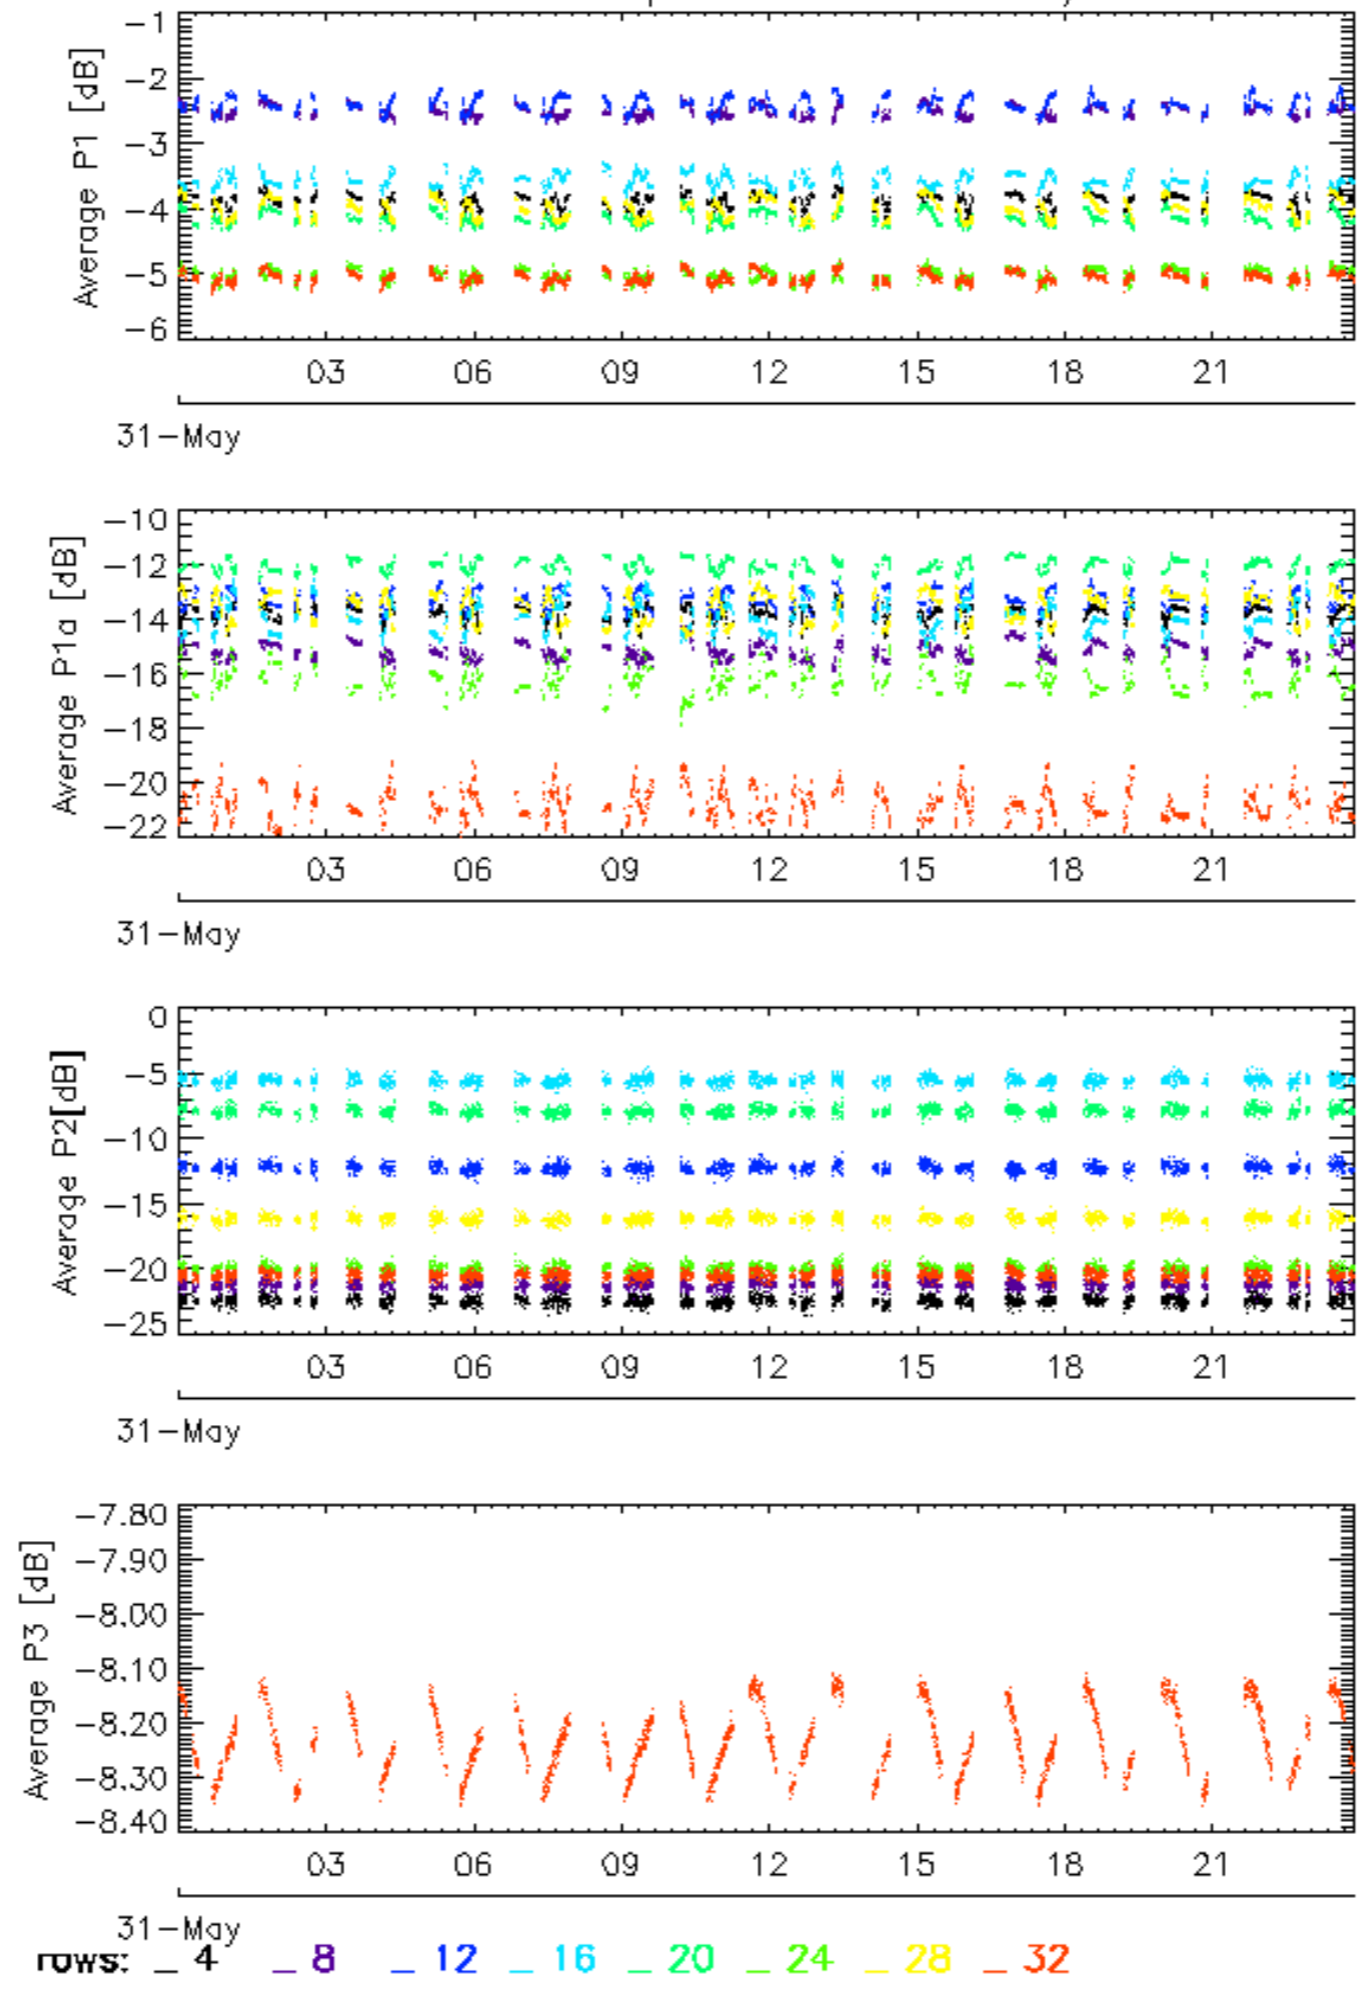 Average P1 [dB]
-1
-2
-3
-4
-5
-6
03 06 09 12 15 18 21
31-May
Average P1a [dB]
-10
-12
-14
-16
-18
-20
-22
03 06 09 12 15 18 21
31-May
Average P2[dB]
0
-5
-10
-15
-20
-25
03 06 09 12 15 18 21
31-May
Average P3 [dB]
-7.80
-7.90
-8.00
-8.10
-8.20
-8.30
-8.40
03 06 09 12 15 18 21
31-May
rows: _ 4 _ 8 _ 12 _ 16 _ 20 _ 24 _ 28 _ 32